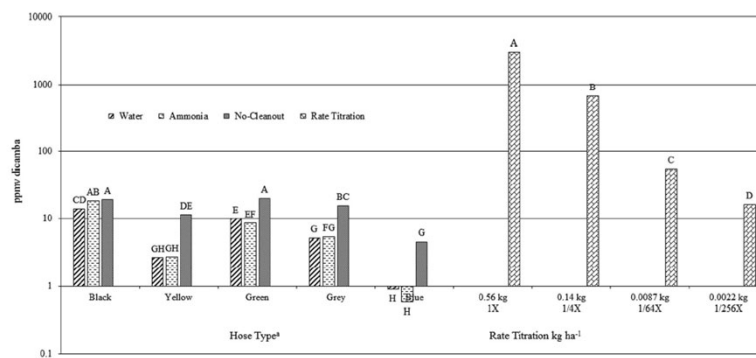 10000
1000
100
10
1
0.1
ppm/ dicamba
Water Ammonia No-Cleanout Rate Titration
CD AB A
GH GH DE
E EF A
G FG BC
H H G
A
B
C
D
Black Yellow Green Grey Blue 0.56 kg 0.14 kg 0.0087 kg 0.0022 kg
1X 1/4X 1/64X 1/256X
Hose Typeª Rate Titration kg ha⁻¹